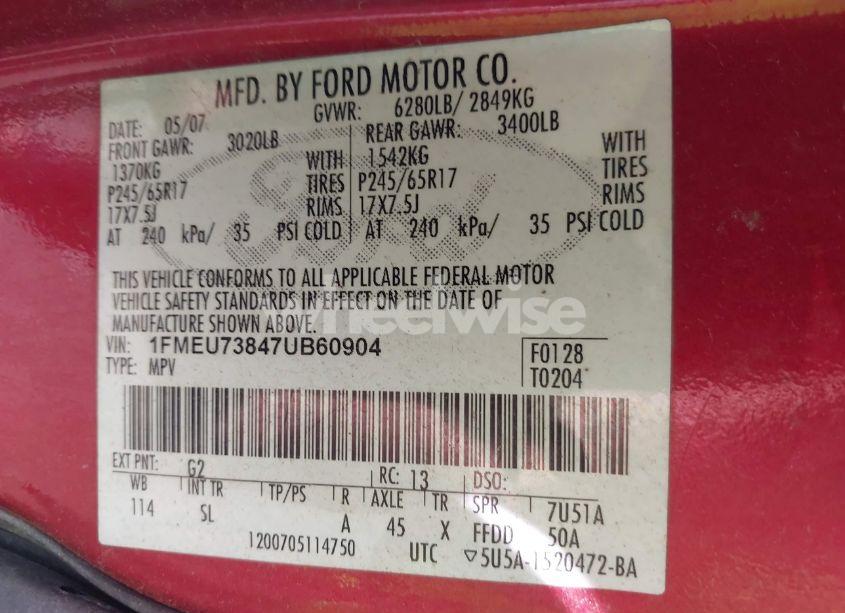 MFD. BY FORD MOTOR CO.
DATE: 05/07 GVWR: 6280LB/ 2849KG
FRONT GAWR: 3020LB REAR GAWR: 3400LB
1370KG WITH 1542KG WITH
P245/65R17 TIRES P245/65R17 TIRES
17X7.5J RIMS 17X7.5J RIMS
AT 240 kPa/ 35 PSI COLD AT 240 kPa/ 35 PSI COLD
THIS VEHICLE CONFORMS TO ALL APPLICABLE FEDERAL MOTOR
VEHICLE SAFETY STANDARDS IN EFFECT ON THE DATE OF
MANUFACTURE SHOWN ABOVE.
VIN: 1FMEU73847UB60904 F0128
TYPE: MPV T0204
EXT PNT: G2 RC: 13 DSO:
WB INT TR TP/PS R AXLE TR SPR 7U51A
114 SL A 45 X FFDD 50A
1200705114750 UTC ▽5U5A-1520472-BA
Ford